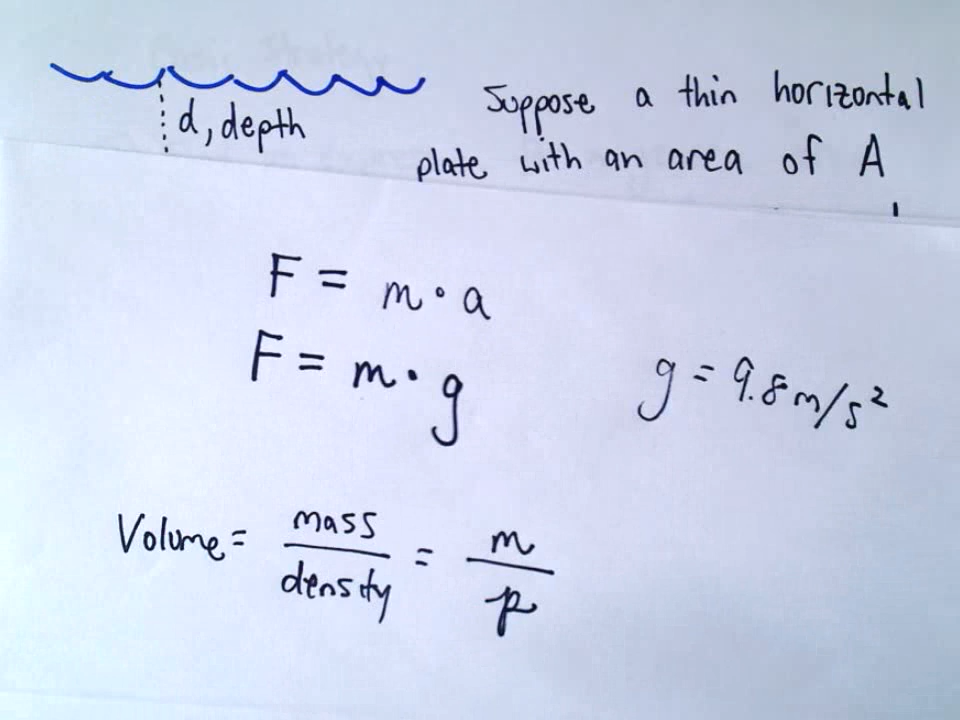 d, depth
Suppose a thin horizontal
plate with an area of A
F = m · a
F = m · g
g = 9.8 m/s²
Volume = mass/density = m/ρ